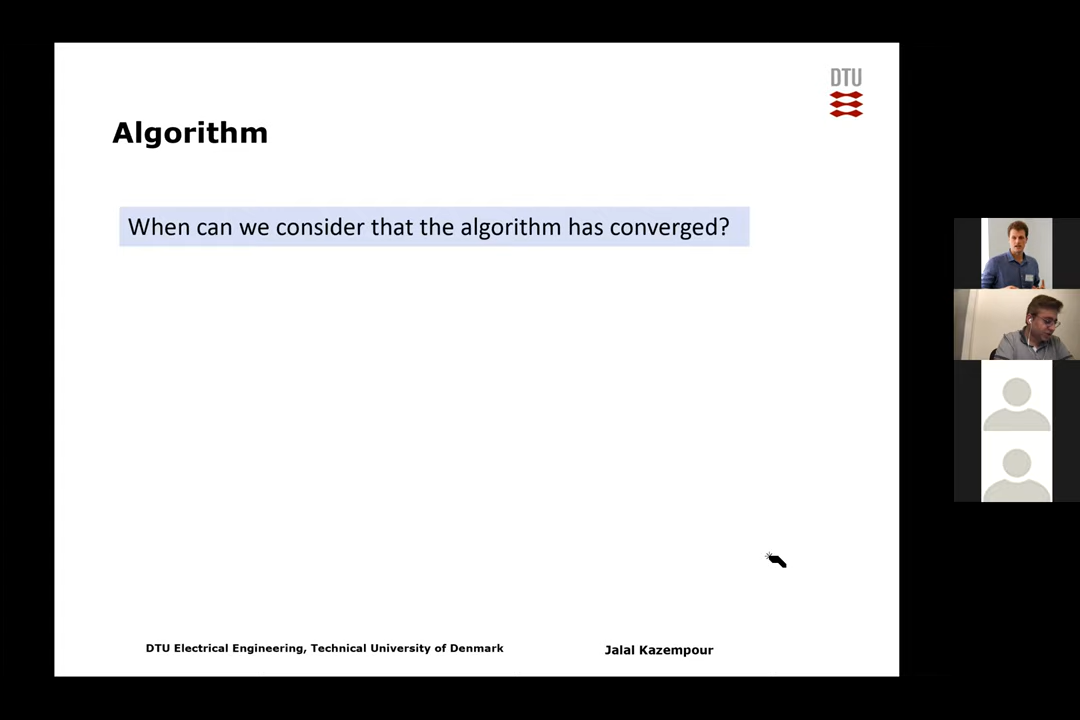 DTU
Algorithm
When can we consider that the algorithm has converged?
DTU Electrical Engineering, Technical University of Denmark
Jalal Kazempour